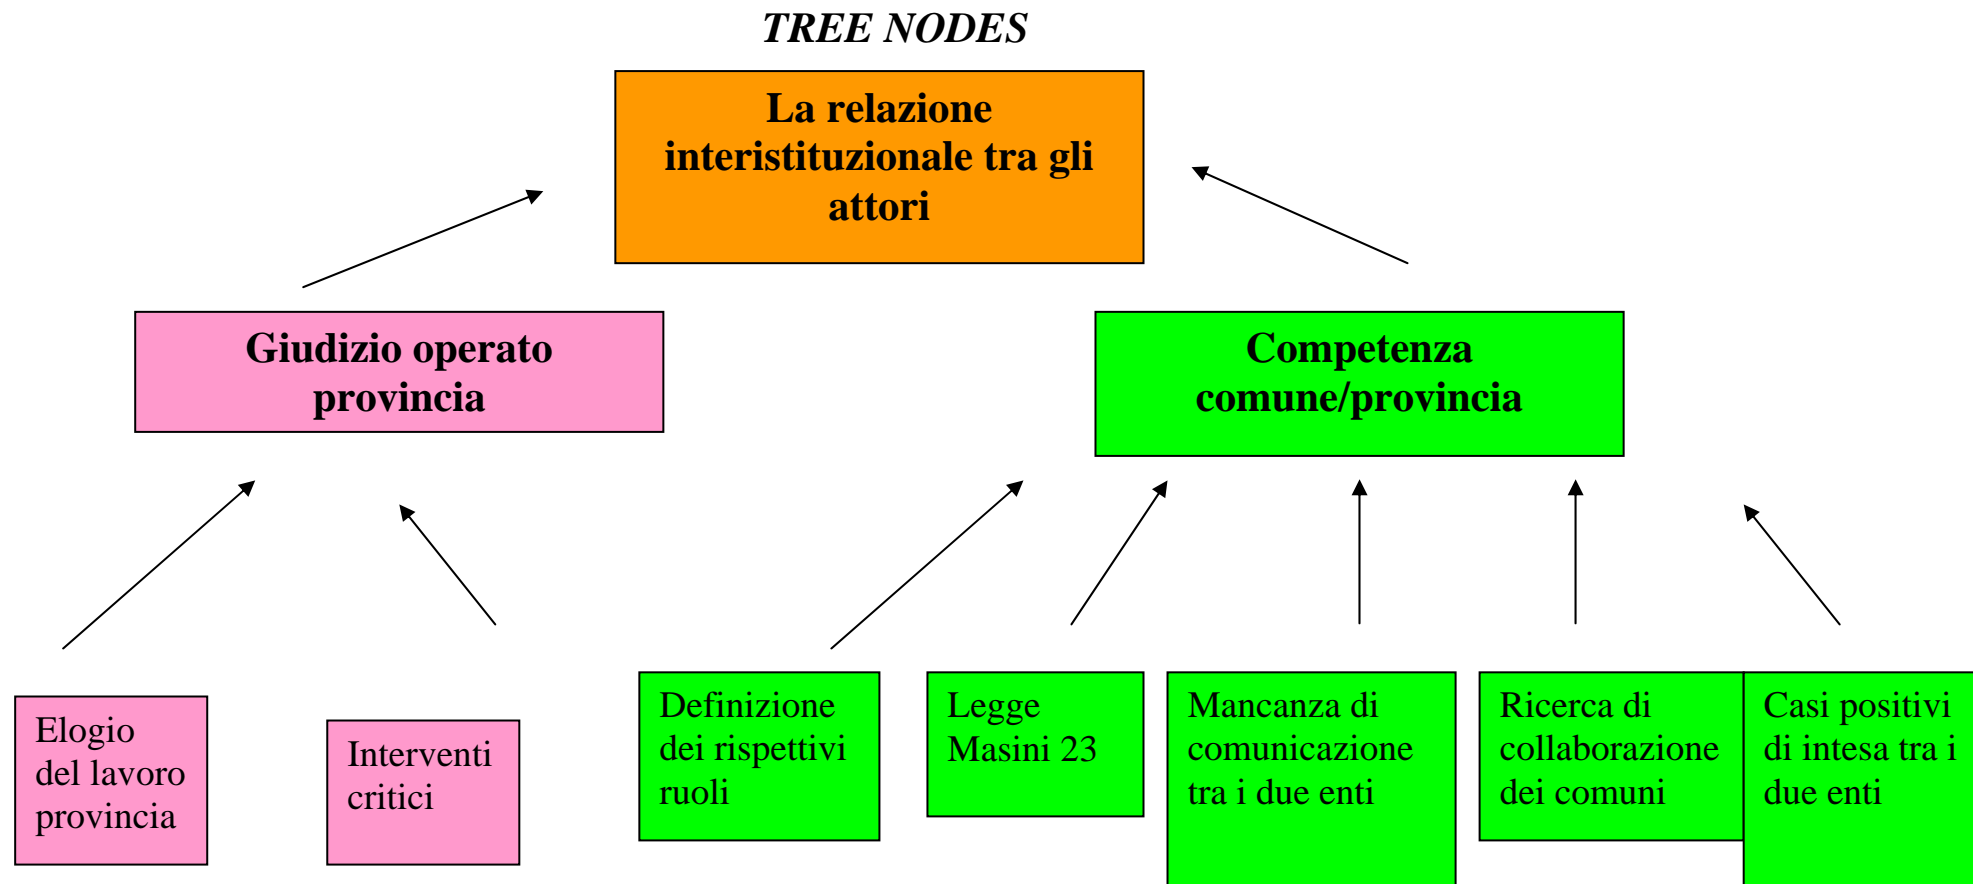 TREE NODES
La relazione
interistituzionale tra gli
attori
Giudizio operato
provincia
Competenza
comune/provincia
Elogio
del lavoro
provincia
Interventi
critici
Definizione
dei rispettivi
ruoli
Legge
Masini 23
Mancanza di
comunicazione
tra i due enti
Ricerca di
collaborazione
dei comuni
Casi positivi
di intesa tra i
due enti